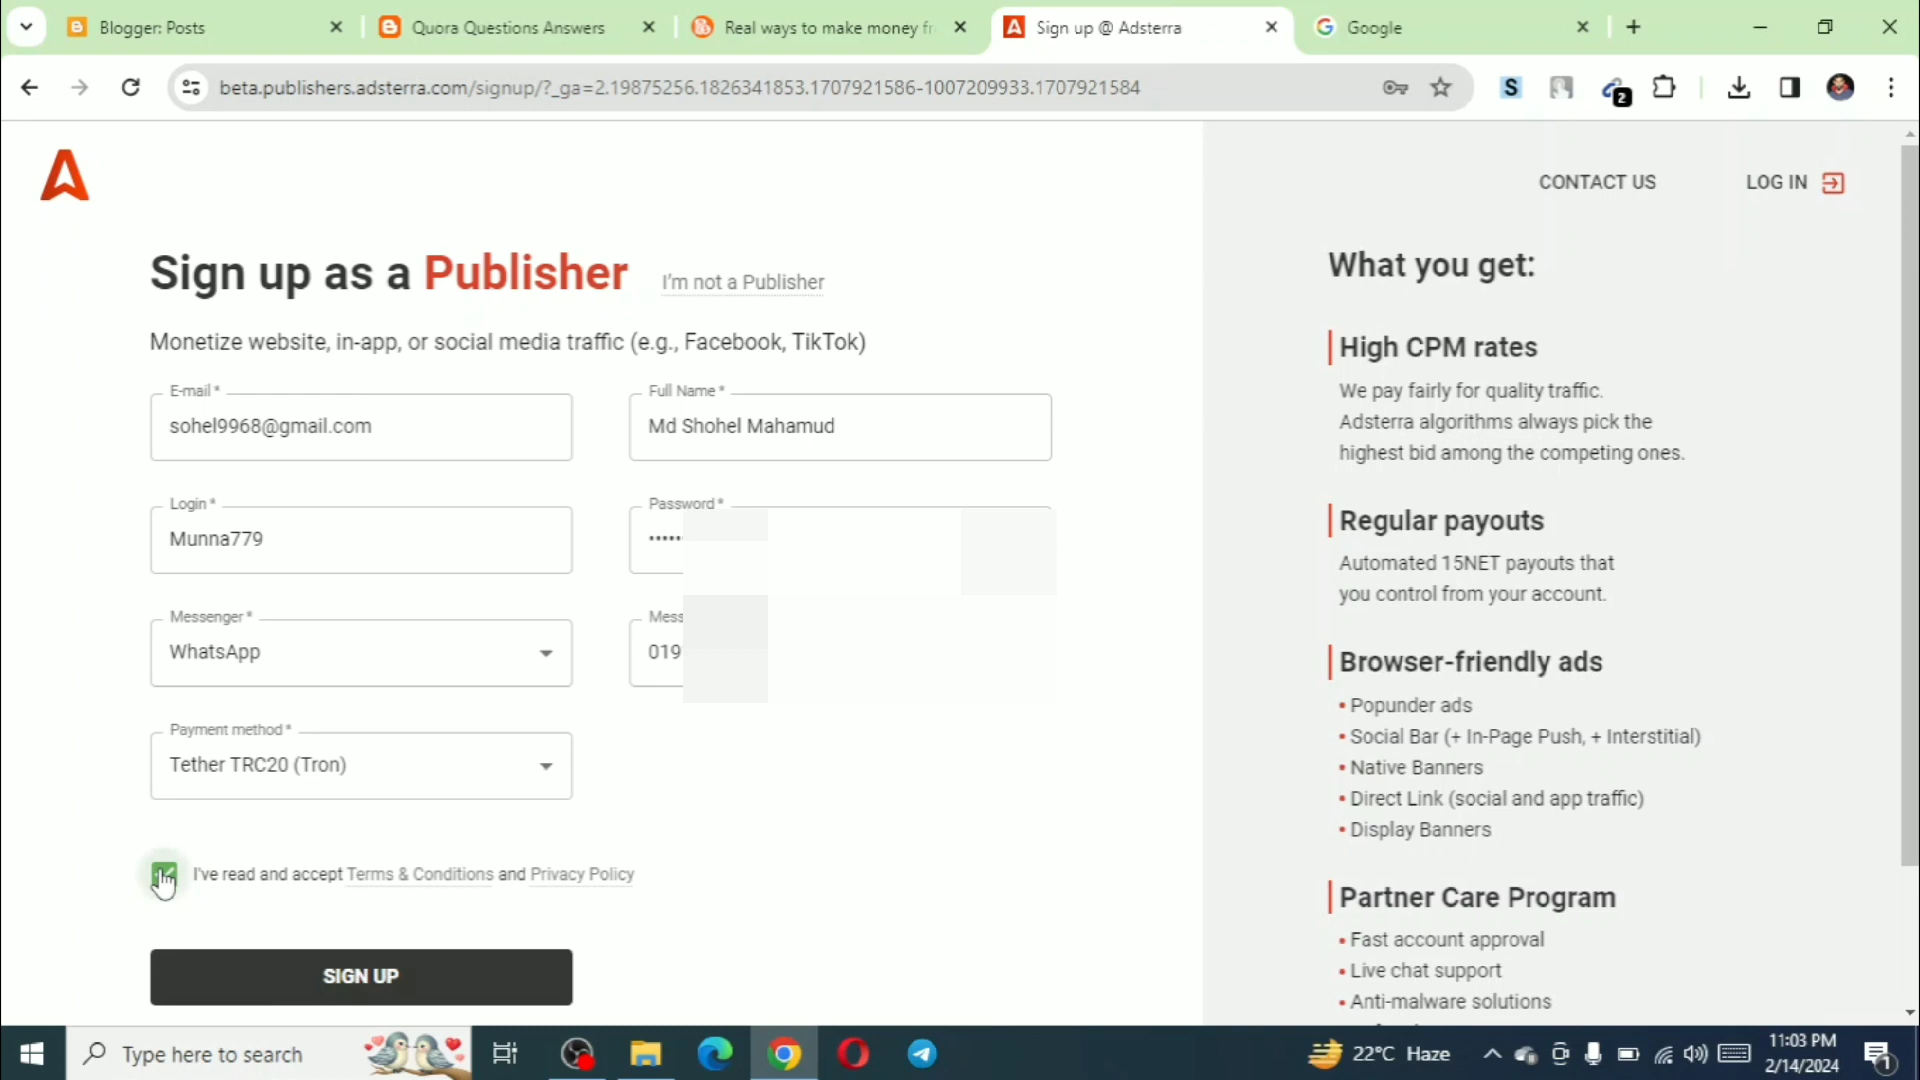 Blogger: Posts
Quora Questions Answers
Real ways to make money fr
Sign up @ Adsterra
Google
beta.publishers.adsterra.com/signup/?_ga=2.19875256.1826341853.1707921586-1007209933.1707921584
S
2
CONTACT US
LOG IN
Sign up as a Publisher
I'm not a Publisher
Monetize website, in-app, or social media traffic (e.g., Facebook, TikTok)
E-mail *
sohel9968@gmail.com
Full Name *
Md Shohel Mahamud
Login *
Munna779
Password *
Messenger *
WhatsApp
Mess
019
Payment method *
Tether TRC20 (Tron)
I've read and accept Terms & Conditions and Privacy Policy
SIGN UP
What you get:
High CPM rates
We pay fairly for quality traffic.
Adsterra algorithms always pick the
highest bid among the competing ones.
Regular payouts
Automated 15NET payouts that
you control from your account.
Browser-friendly ads
• Popunder ads
• Social Bar (+ In-Page Push, + Interstitial)
• Native Banners
• Direct Link (social and app traffic)
• Display Banners
Partner Care Program
• Fast account approval
• Live chat support
• Anti-malware solutions
Type here to search
22°C Haze
11:03 PM
2/14/2024
1